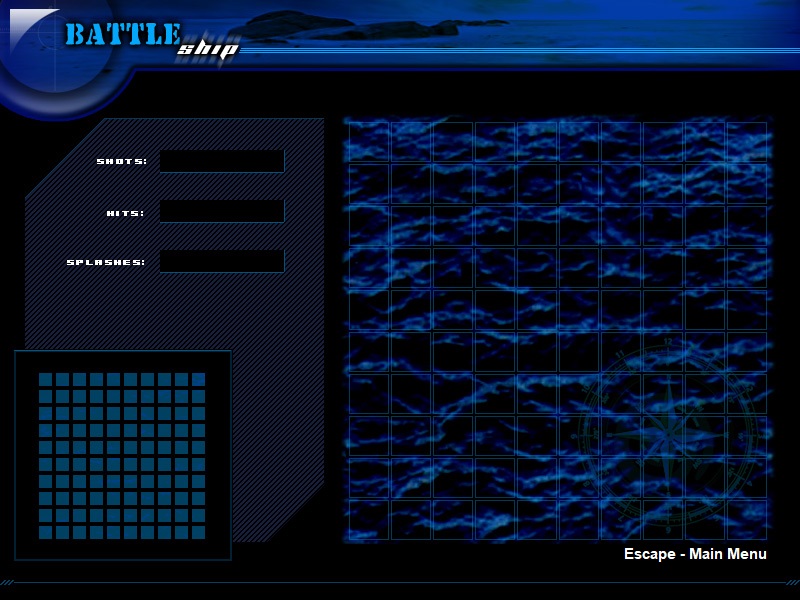 BATTLE
ship
SHOTS:
HITS:
SPLASHES:
Escape - Main Menu